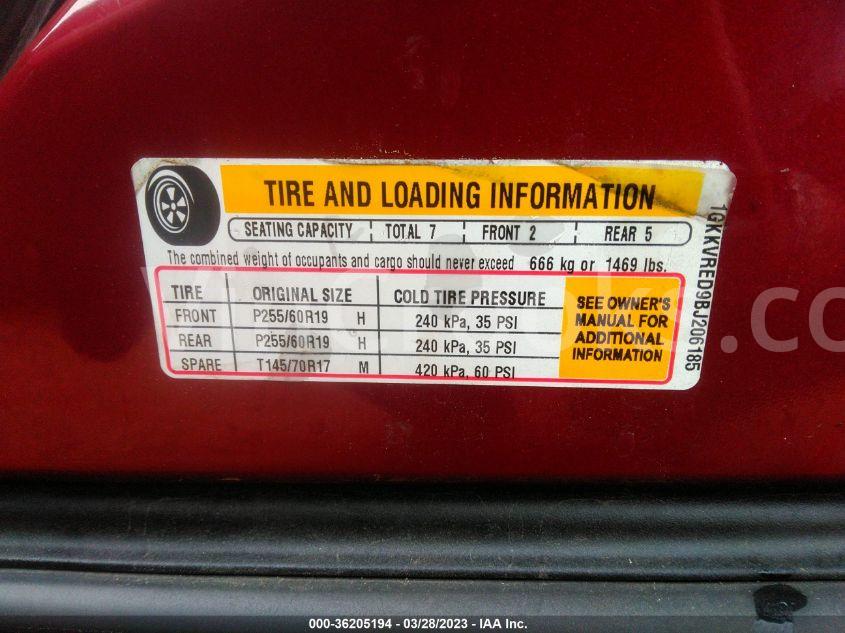 TIRE AND LOADING INFORMATION
SEATING CAPACITY TOTAL 7 FRONT 2 REAR 5
The combined weight of occupants and cargo should never exceed 666 kg or 1469 lbs.
TIRE ORIGINAL SIZE COLD TIRE PRESSURE
FRONT P255/60R19 H 240 kPa, 35 PSI
REAR P255/60R19 H 240 kPa, 35 PSI
SPARE T145/70R17 M 420 kPa, 60 PSI
SEE OWNER'S
MANUAL FOR
ADDITIONAL
INFORMATION
1GKKVRED9BJ206185
000-36205194 - 03/28/2023 - © IAA Inc.